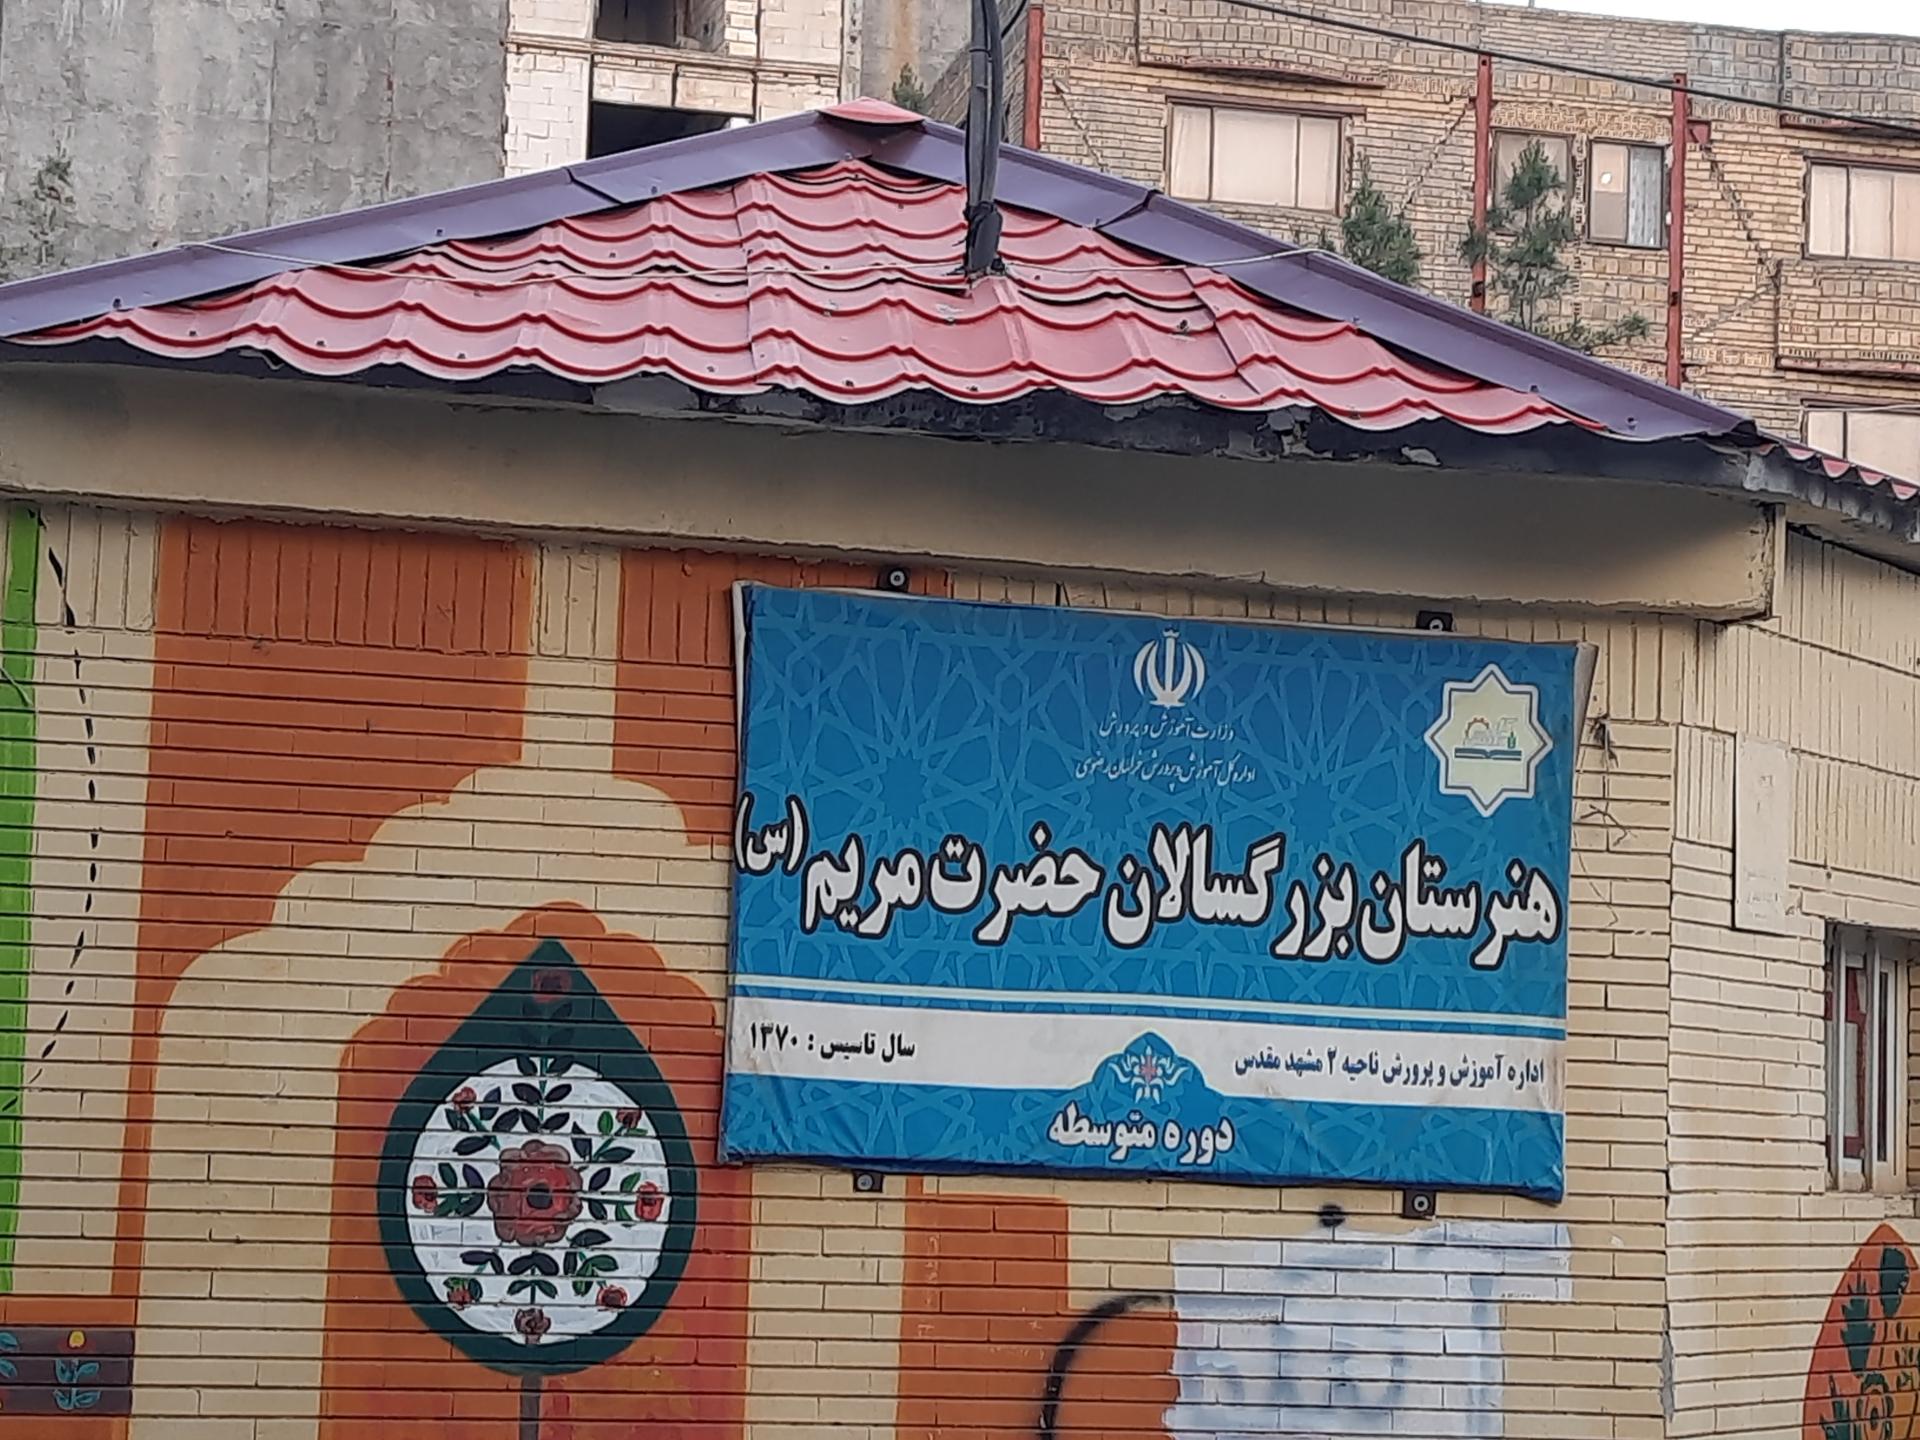 وزارت آموزش و پرورش
اداره کل آموزش و پرورش خراسان رضوی
هنرستان بزرگسالان حضرت مریم (س)
اداره آموزش و پرورش ناحیه ۲ مشهد مقدس
سال تاسیس : ۱۳۷۰
دوره متوسطه